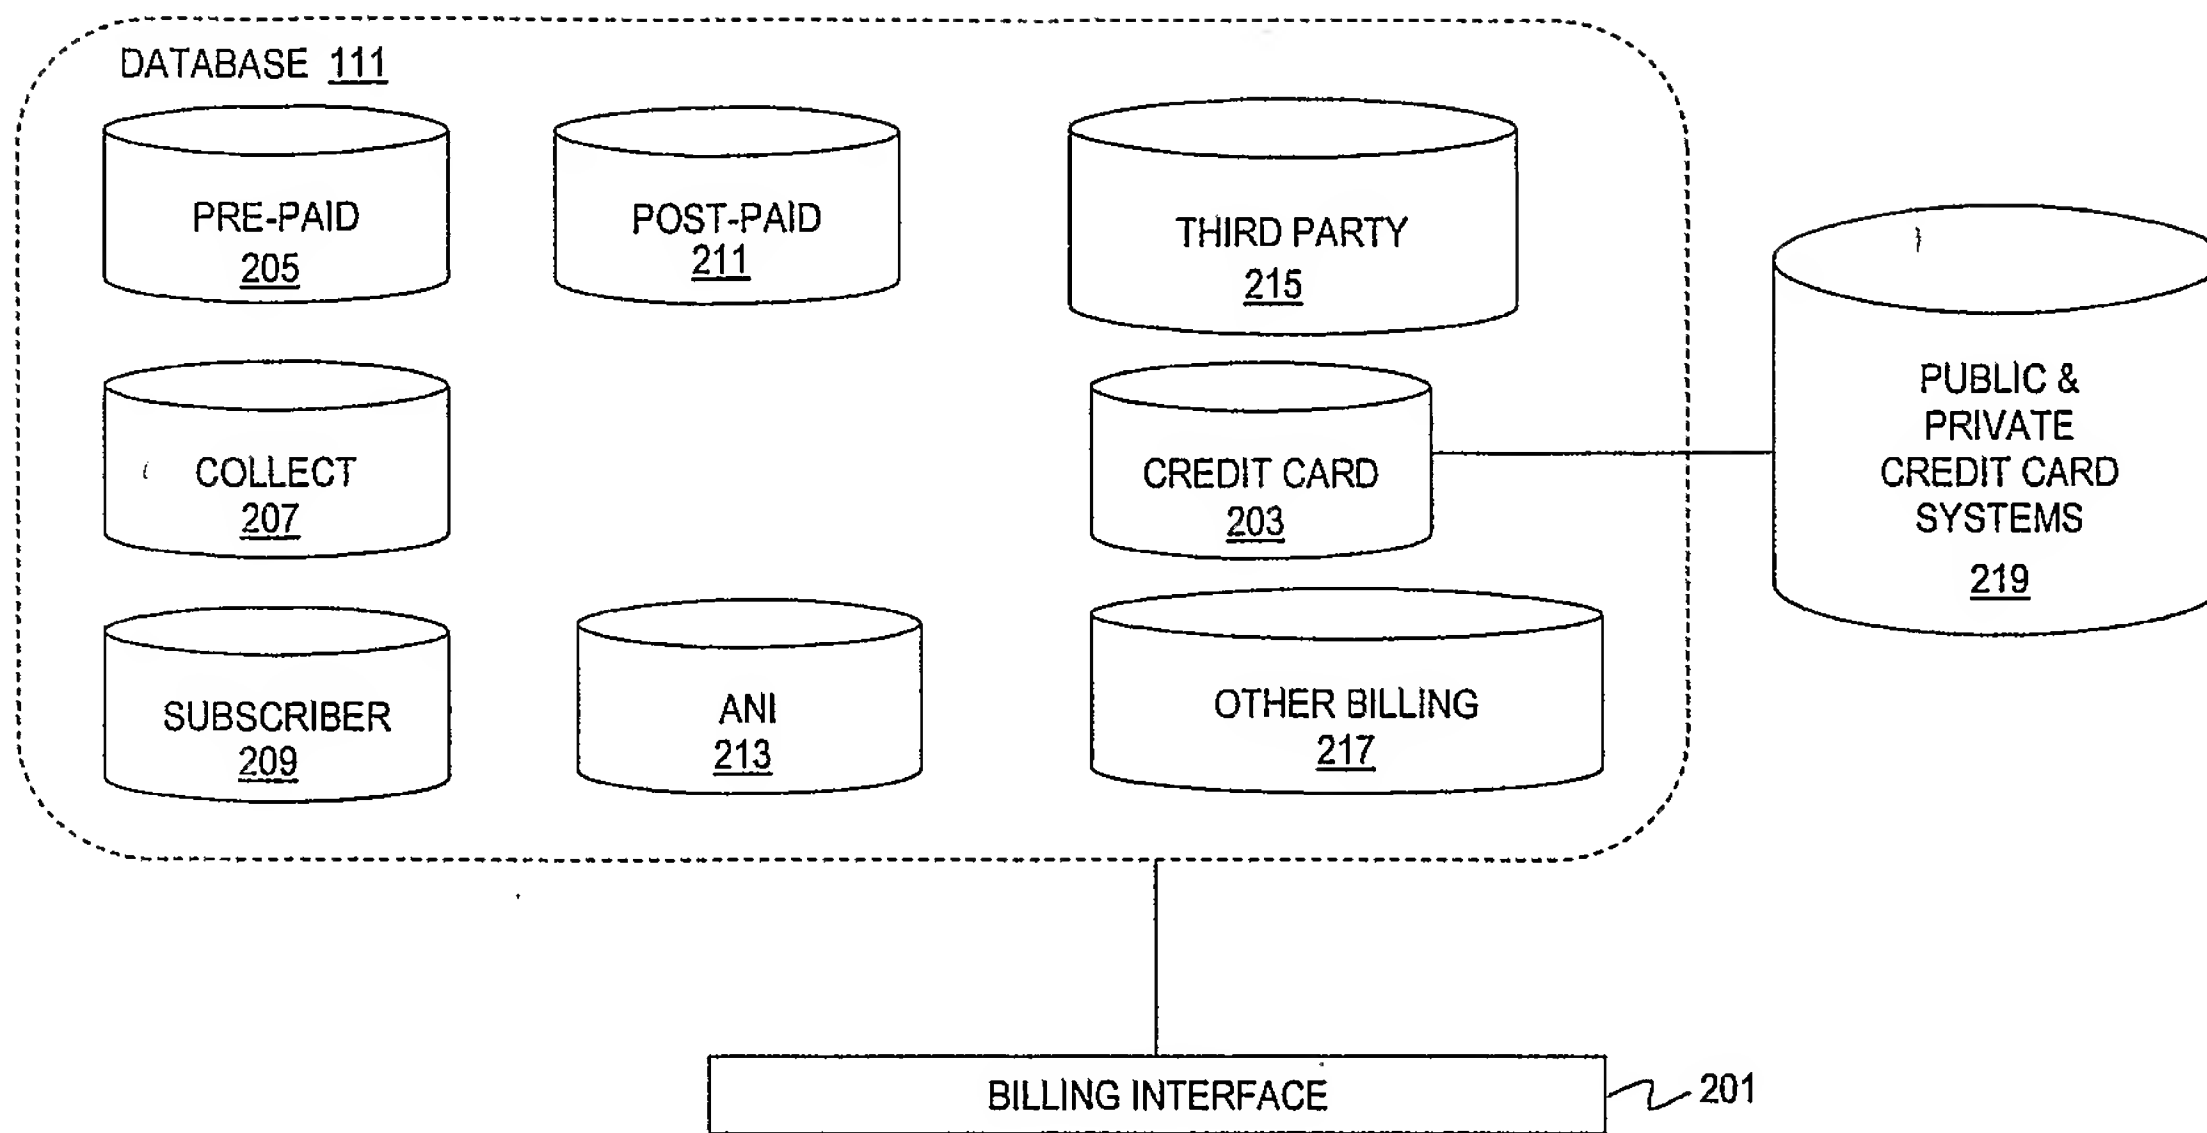 DATABASE 111
PRE-PAID
205
POST-PAID
211
THIRD PARTY
215
COLLECT
207
CREDIT CARD
203
PUBLIC &
PRIVATE
CREDIT CARD
SYSTEMS
219
SUBSCRIBER
209
ANI
213
OTHER BILLING
217
BILLING INTERFACE
201